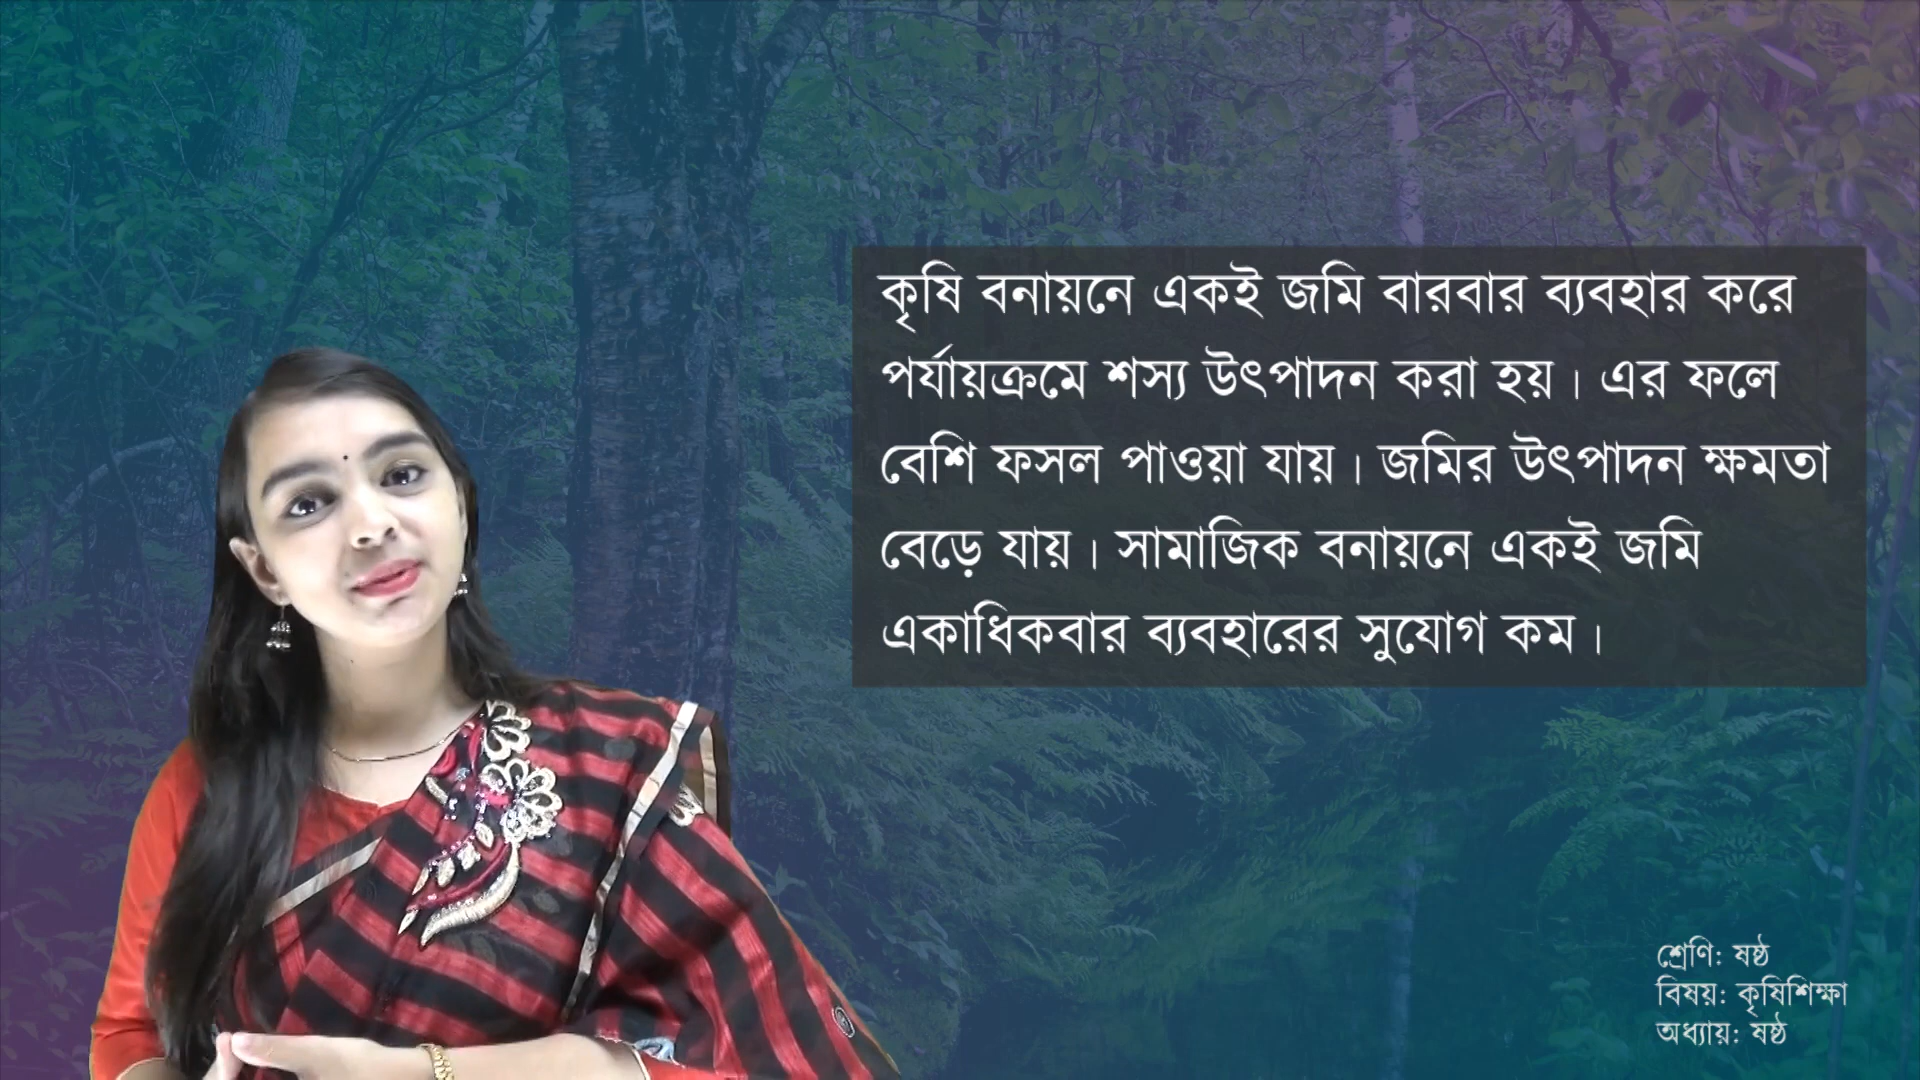 কৃষি বনায়নে একই জমি বারবার ব্যবহার করে
পর্যায়ক্রমে শস্য উৎপাদন করা হয়। এর ফলে
বেশি ফসল পাওয়া যায়। জমির উৎপাদন ক্ষমতা
বেড়ে যায়। সামাজিক বনায়নে একই জমি
একাধিকবার ব্যবহারের সুযোগ কম।
শ্রেণি: ষষ্ঠ
বিষয়: কৃষিশিক্ষা
অধ্যায়: ষষ্ঠ